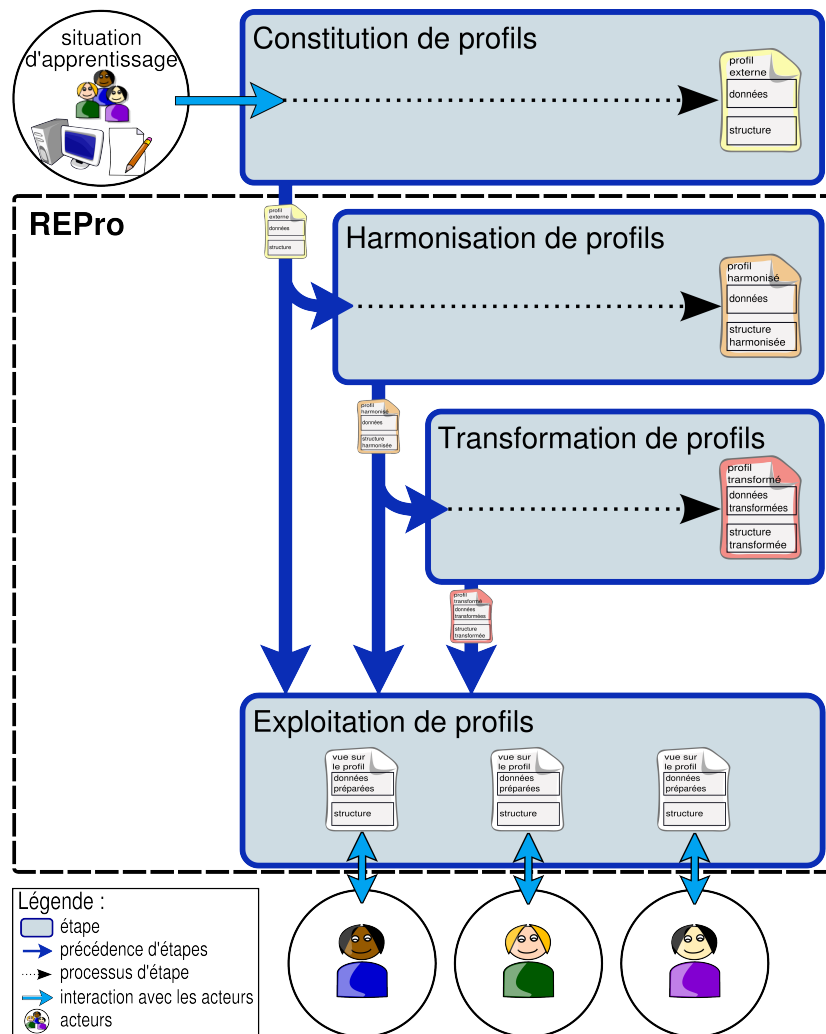 situation
d'apprentissage
Constitution de profils
profil
externe
données
structure
REPro
profil
externe
données
structure
Harmonisation de profils
profil
harmonisé
données
structure
harmonisée
profil
harmonisé
données
structure
harmonisée
Transformation de profils
profil
transformé
données
transformées
structure
transformée
profil
transformé
données
transformées
structure
transformée
Exploitation de profils
vue sur
le profil
données
préparées
structure
vue sur
le profil
données
préparées
structure
vue sur
le profil
données
préparées
structure
Légende :
étape
précédence d'étapes
processus d'étape
interaction avec les acteurs
acteurs